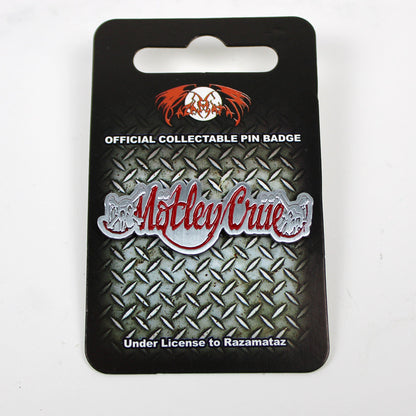 OFFICIAL COLLECTABLE PIN BADGE
Mötley Crüe
Under License to Razamataz